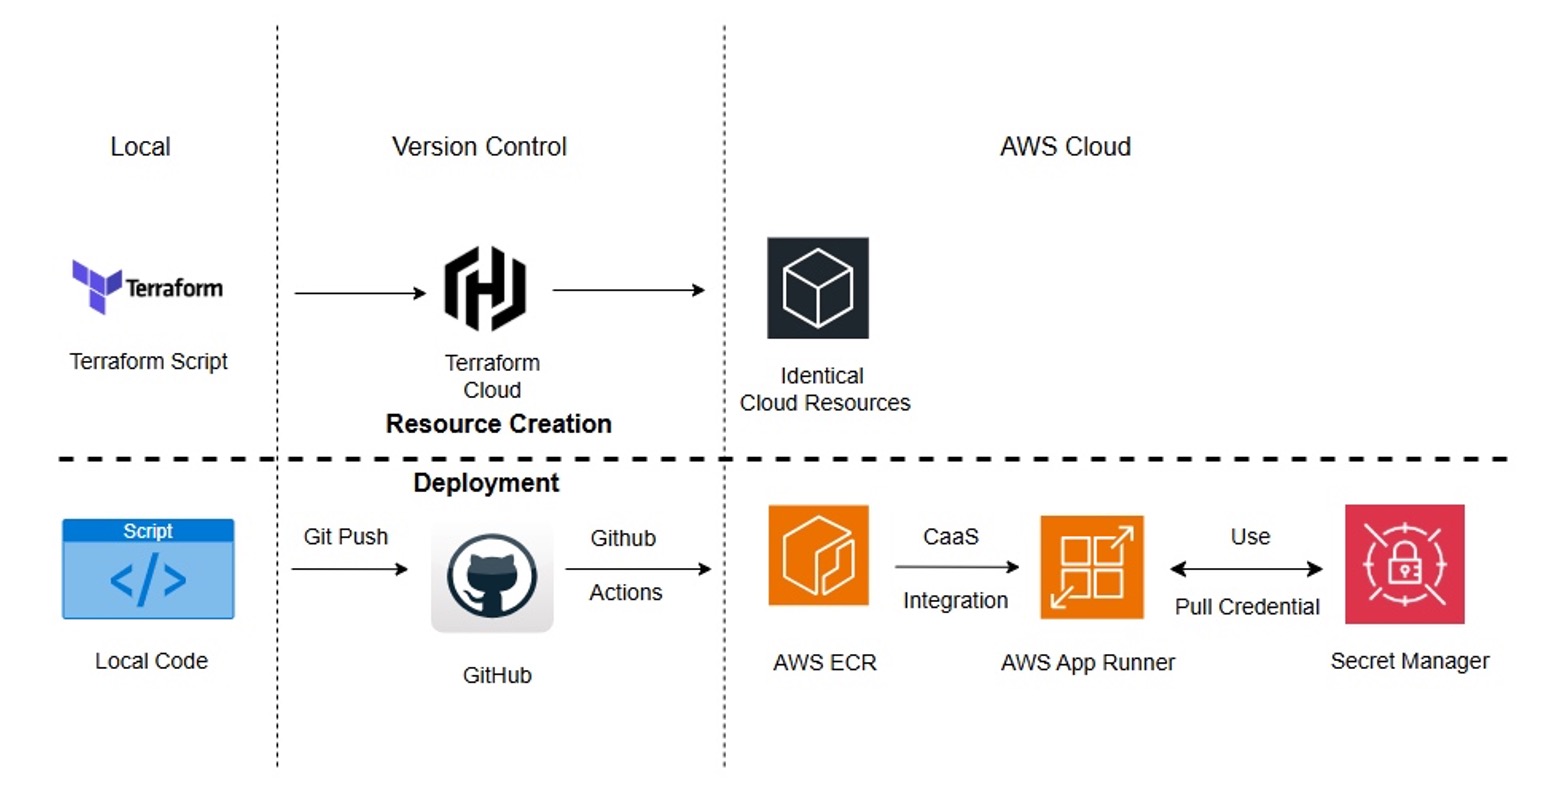 Local
Version Control
AWS Cloud
Terraform
Terraform Script
Terraform
Cloud
Identical
Cloud Resources
Resource Creation
Deployment
Script
</>
Local Code
Git Push
GitHub
Github
Actions
AWS ECR
CaaS
Integration
AWS App Runner
Use
Pull Credential
Secret Manager